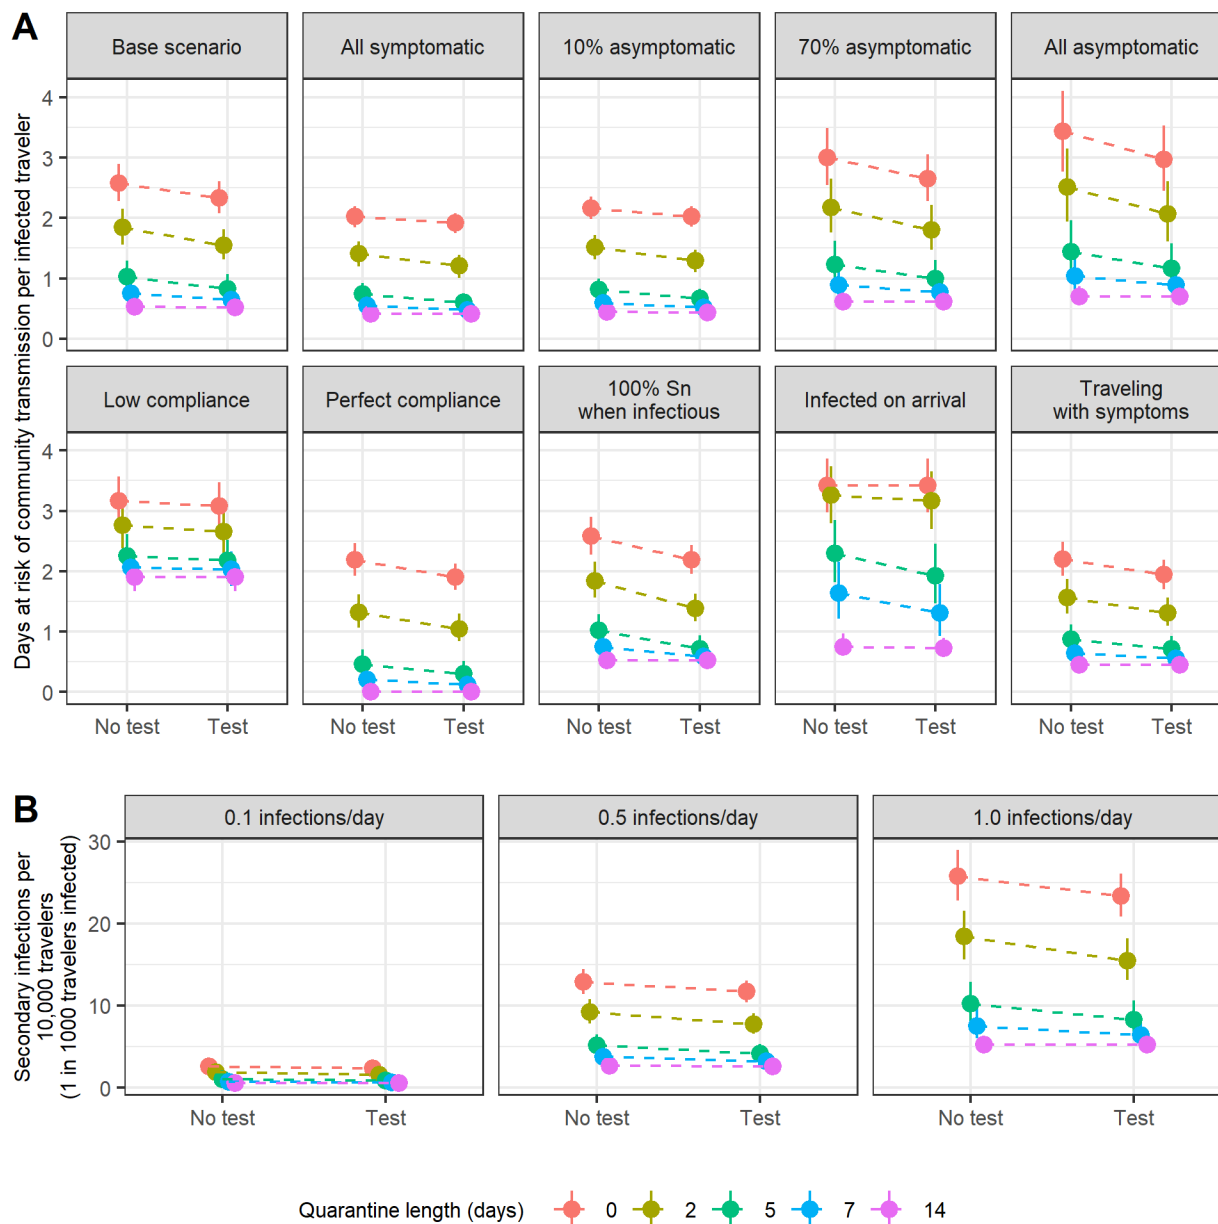 A
Base scenario
All symptomatic
10% asymptomatic
70% asymptomatic
All asymptomatic
Days at risk of community transmission per infected traveler
4
3
2
1
0
Low compliance
Perfect compliance
100% Sn
when infectious
Infected on arrival
Traveling
with symptoms
4
3
2
1
0
No test Test
No test Test
No test Test
No test Test
No test Test
B
0.1 infections/day
0.5 infections/day
1.0 infections/day
Secondary infections per
10,000 travelers
(1 in 1000 travelers infected)
30
20
10
0
No test Test
No test Test
No test Test
Quarantine length (days) 0 2 5 7 14